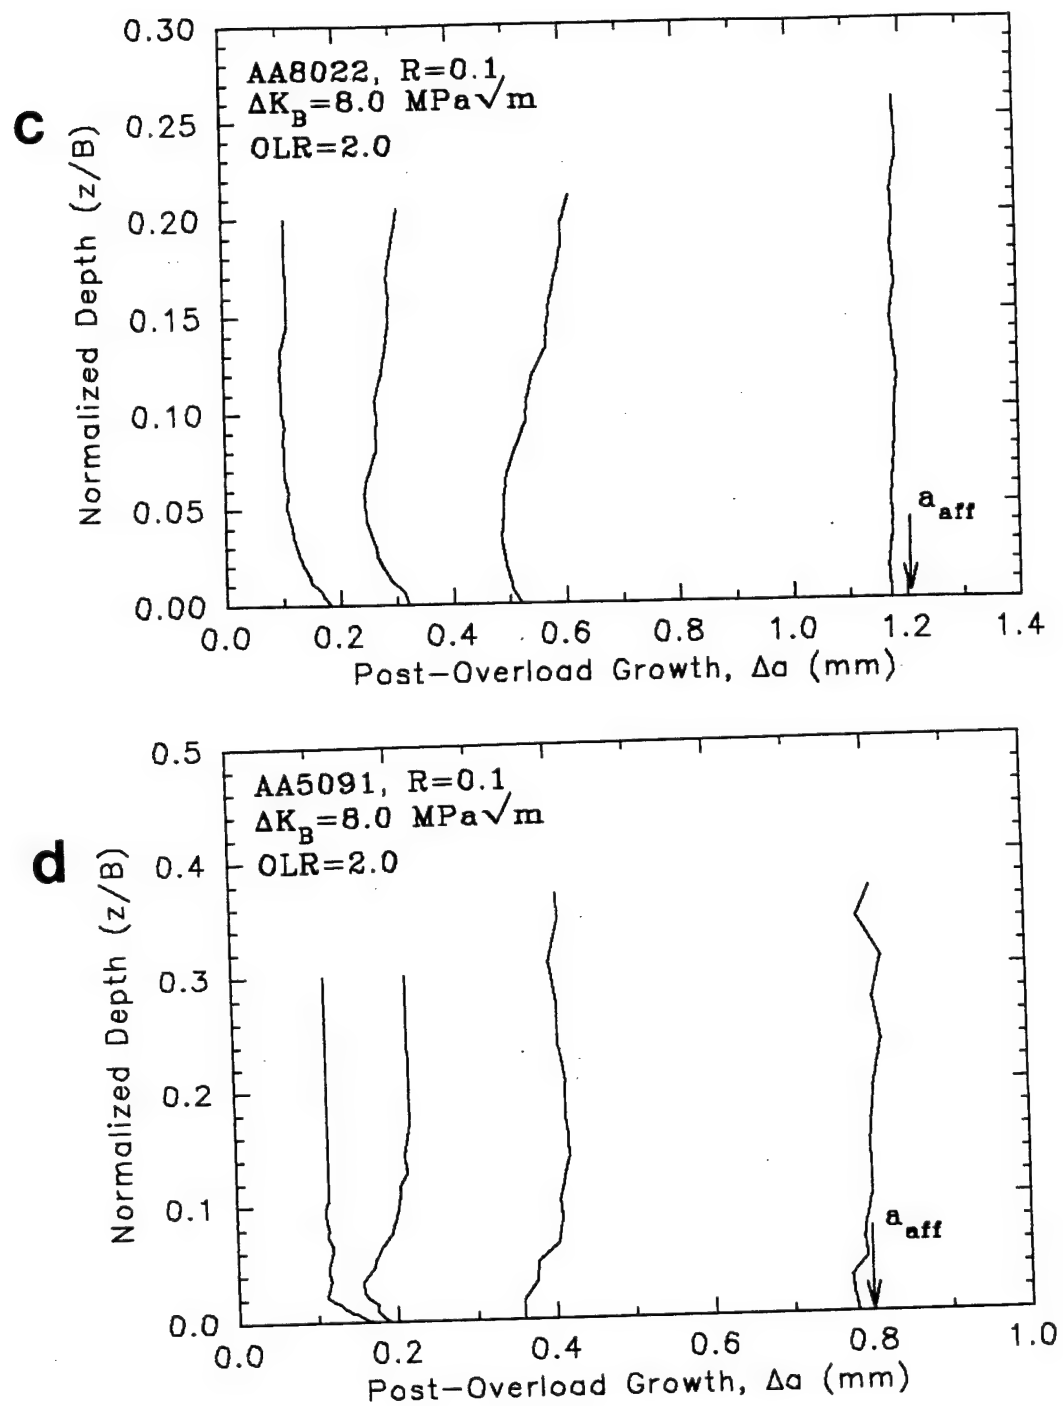 c
AA8022, R=0.1
ΔK_B=8.0 MPa√m
OLR=2.0
Normalized Depth (z/B)
0.30
0.25
0.20
0.15
0.10
0.05
0.00
a_aff
0.0 0.2 0.4 0.6 0.8 1.0 1.2 1.4
Post-Overload Growth, Δa (mm)
d
AA5091, R=0.1
ΔK_B=8.0 MPa√m
OLR=2.0
Normalized Depth (z/B)
0.5
0.4
0.3
0.2
0.1
0.0
a_aff
0.0 0.2 0.4 0.6 0.8 1.0
Post-Overload Growth, Δa (mm)